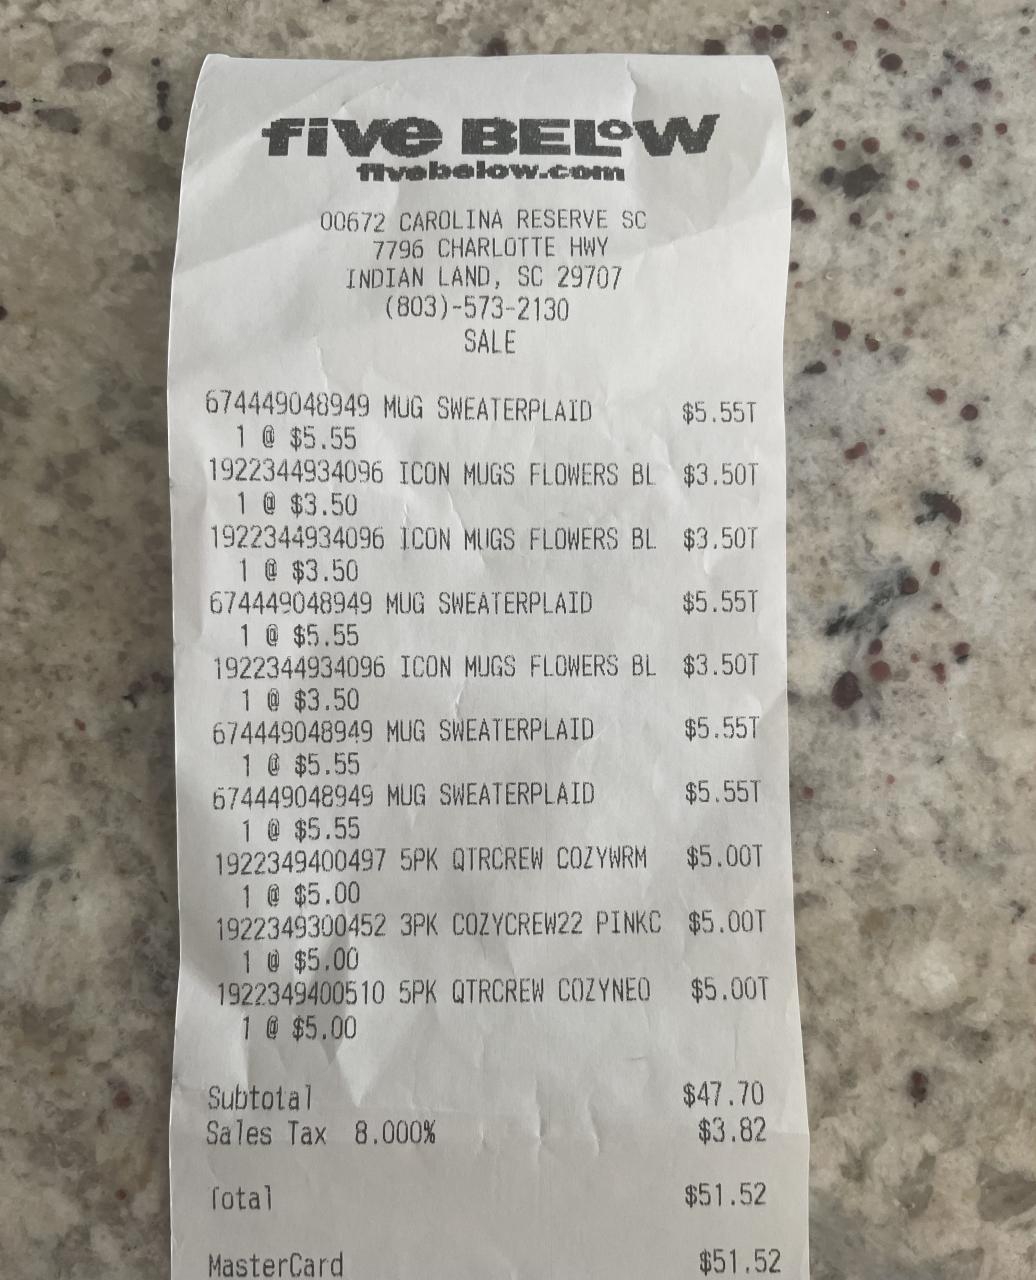 five BELOW
fivebelow.com
00672 CAROLINA RESERVE SC
7796 CHARLOTTE HWY
INDIAN LAND, SC 29707
(803)-573-2130
SALE
674449048949 MUG SWEATERPLAID $5.55T
1 @ $5.55
1922344934096 ICON MUGS FLOWERS BL $3.50T
1 @ $3.50
1922344934096 ICON MUGS FLOWERS BL $3.50T
1 @ $3.50
674449048949 MUG SWEATERPLAID $5.55T
1 @ $5.55
1922344934096 ICON MUGS FLOWERS BL $3.50T
1 @ $3.50
674449048949 MUG SWEATERPLAID $5.55T
1 @ $5.55
674449048949 MUG SWEATERPLAID $5.55T
1 @ $5.55
1922349400497 5PK QTRCREW COZYWRM $5.00T
1 @ $5.00
1922349300452 3PK COZYCREW22 PINKC $5.00T
1 @ $5.00
1922349400510 5PK QTRCREW COZYNEO $5.00T
1 @ $5.00
Subtotal $47.70
Sales Tax 8.000% $3.82
Total $51.52
MasterCard $51.52